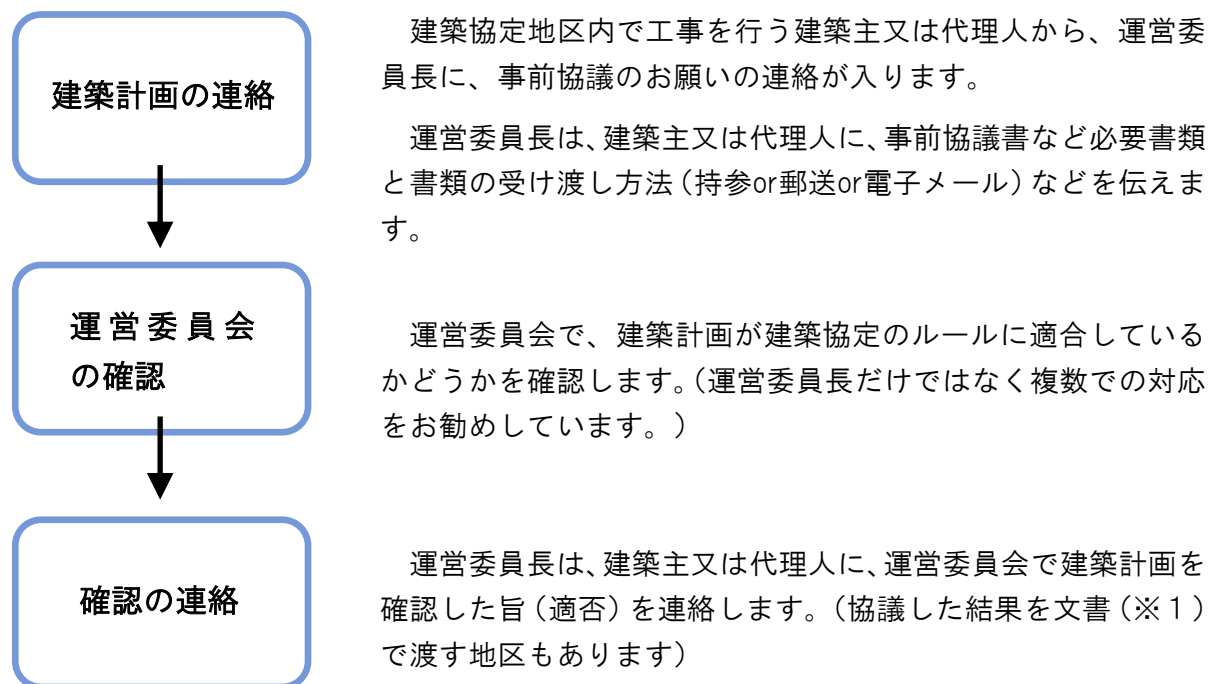 建築計画の連絡
建築協定地区内で工事を行う建築主又は代理人から、運営委
員長に、事前協議のお願いの連絡が入ります。
運営委員長は、建築主又は代理人に、事前協議書など必要書類
と書類の受け渡し方法（持参or郵送or電子メール）などを伝えま
す。
運営委員会
の確認
運営委員会で、建築計画が建築協定のルールに適合している
かどうかを確認します。（運営委員長だけではなく複数での対応
をお勧めしています。）
確認の連絡
運営委員長は、建築主又は代理人に、運営委員会で建築計画を
確認した旨（適否）を連絡します。（協議した結果を文書（※１）
で渡す地区もあります）